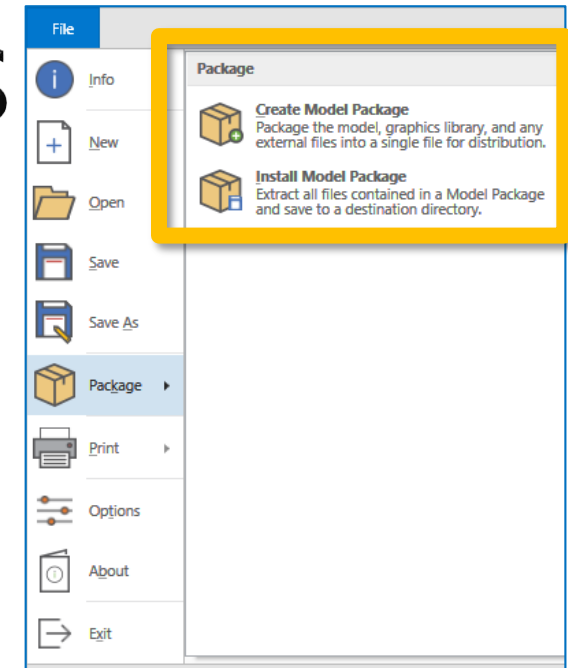 File
Info
New
Open
Save
Save As
Package
Print
Options
About
Exit
Package
Create Model Package
Package the model, graphics library, and any
external files into a single file for distribution.
Install Model Package
Extract all files contained in a Model Package
and save to a destination directory.